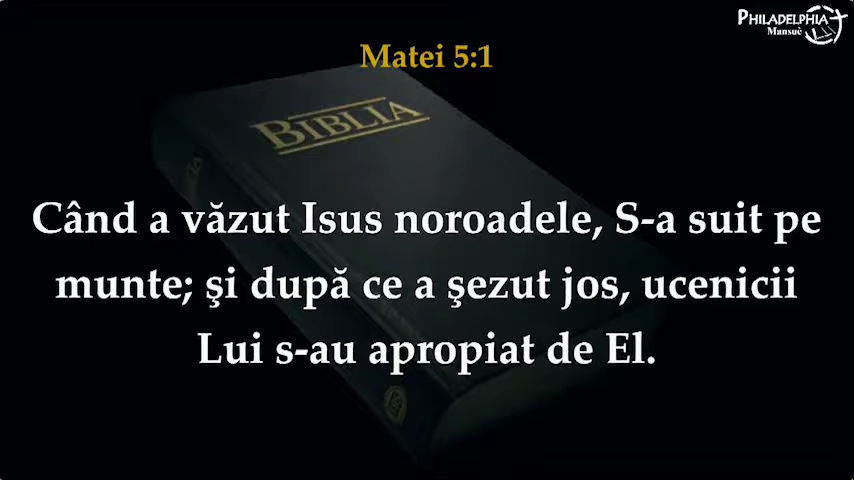 PHILADELPHIA
Mansuè
Matei 5:1
BIBLIA
Când a văzut Isus noroadele, S-a suit pe
munte; şi după ce a şezut jos, ucenicii
Lui s-au apropiat de El.